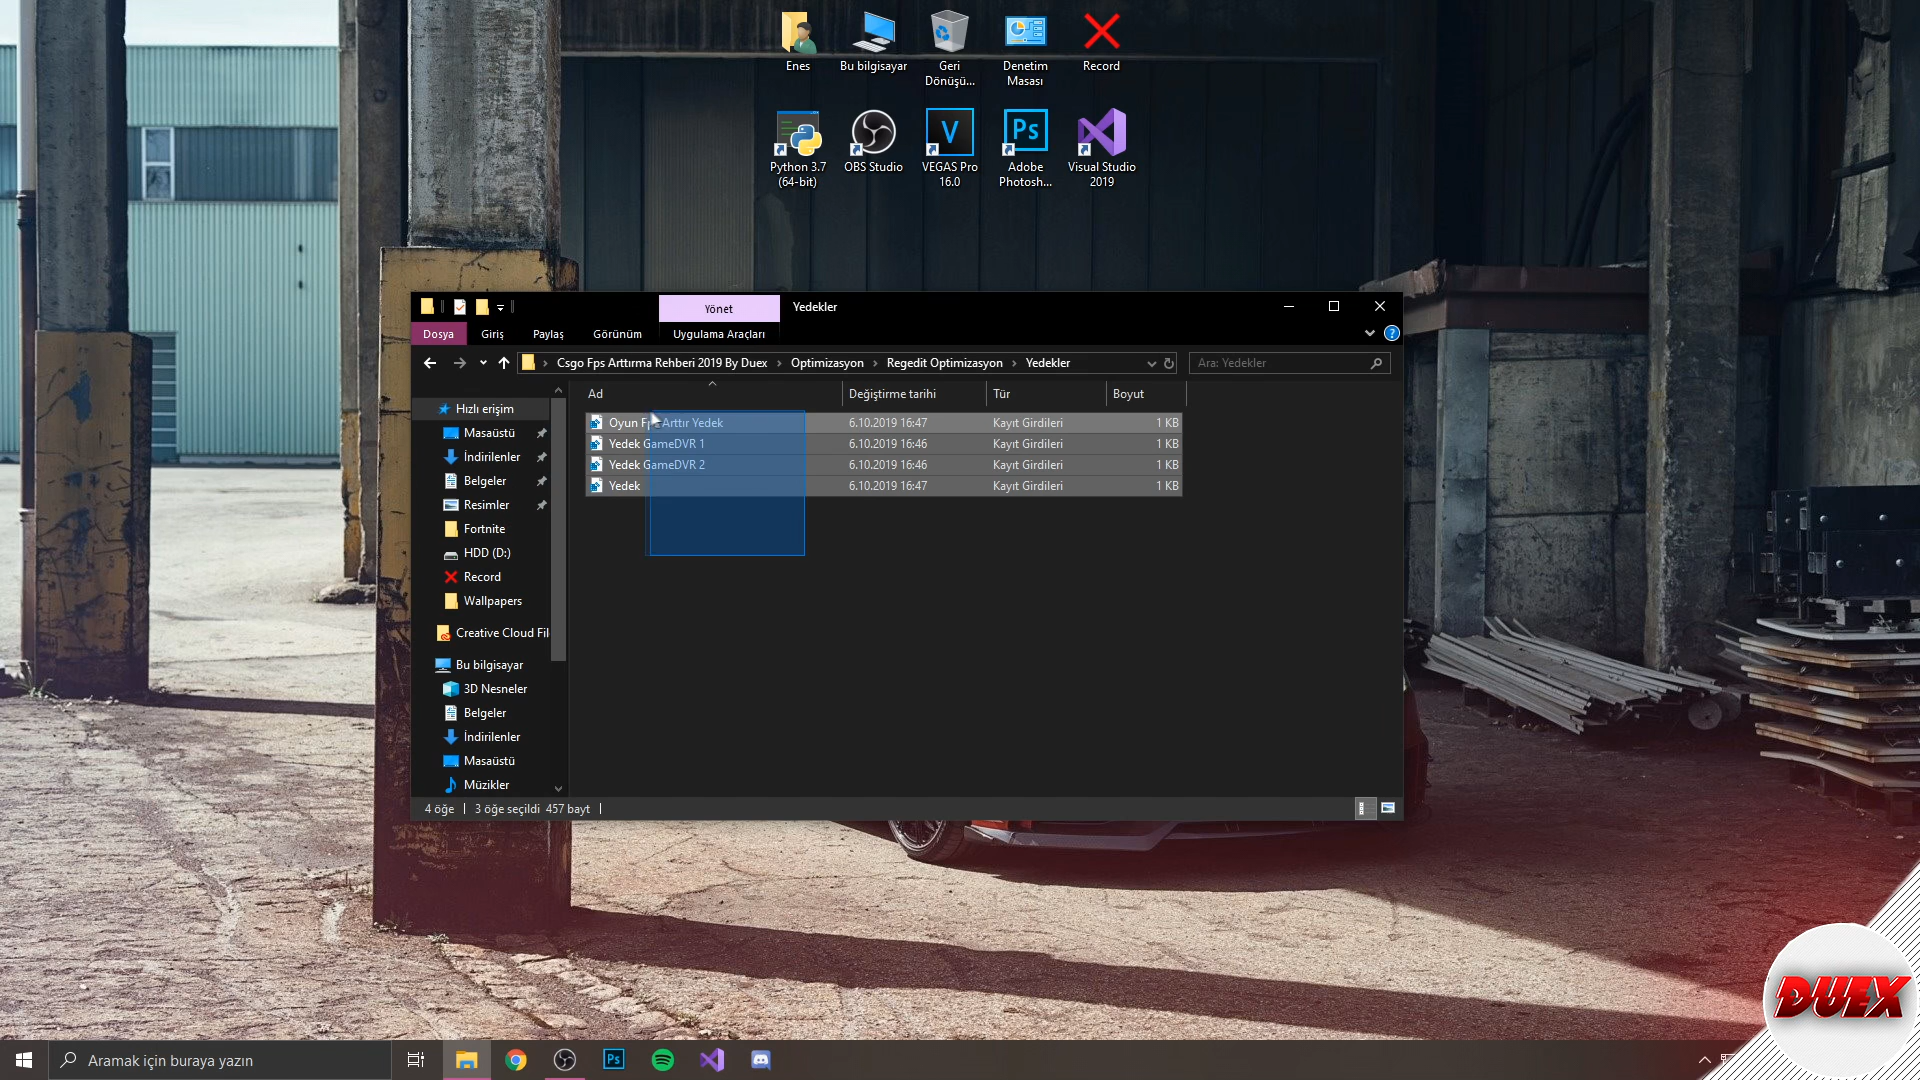 Enes
Bu bilgisayar
Geri
Dönüşü...
Denetim
Masası
Record
Python 3.7
(64-bit)
OBS Studio
VEGAS Pro
16.0
Adobe
Photosh...
Visual Studio
2019
Yönet
Yedekler
Dosya
Giriş
Paylaş
Görünüm
Uygulama Araçları
Csgo Fps Arttırma Rehberi 2019 By Duex › Optimizasyon › Regedit Optimizasyon › Yedekler
Ara: Yedekler
Ad
Değiştirme tarihi
Tür
Boyut
Oyun Arttır Yedek 6.10.2019 16:47 Kayıt Girdileri 1 KB
Yedek GameDVR 1 6.10.2019 16:46 Kayıt Girdileri 1 KB
Yedek GameDVR 2 6.10.2019 16:46 Kayıt Girdileri 1 KB
Yedek 6.10.2019 16:47 Kayıt Girdileri 1 KB
Hızlı erişim
Masaüstü
İndirilenler
Belgeler
Resimler
Fortnite
HDD (D:)
Record
Wallpapers
Creative Cloud Fil
Bu bilgisayar
3D Nesneler
Belgeler
İndirilenler
Masaüstü
Müzikler
4 öğe
3 öğe seçildi 457 bayt
DUEX
Aramak için buraya yazın